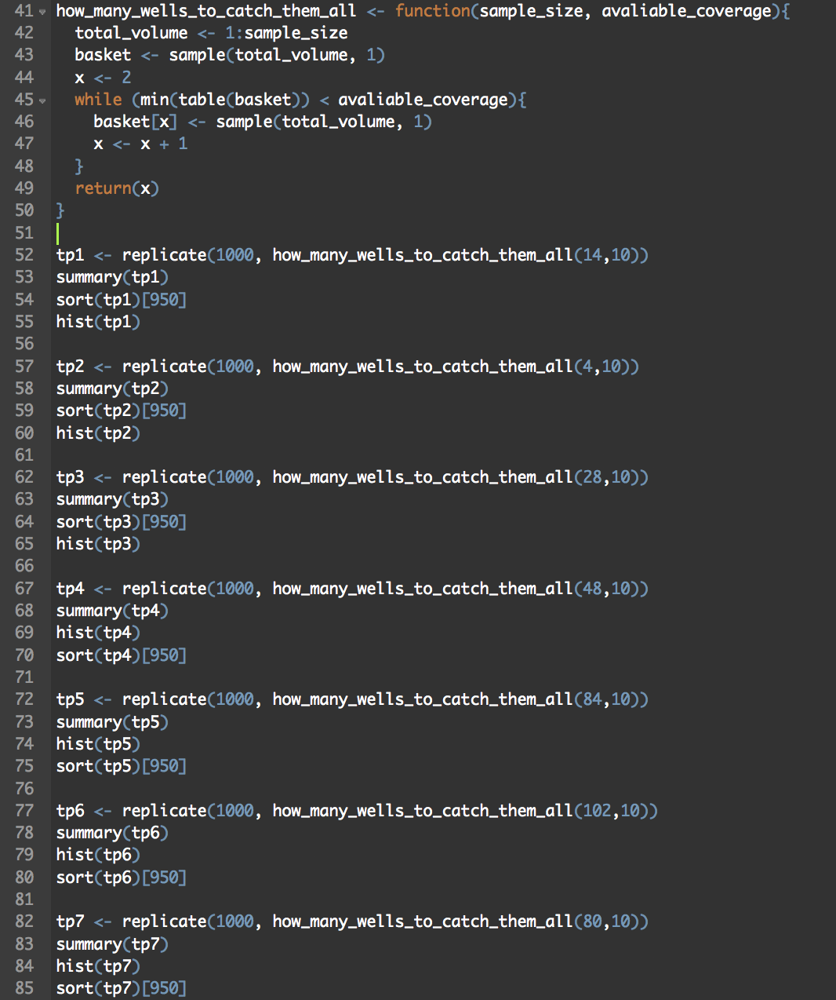 41 how_many_wells_to_catch_them_all <- function(sample_size, avaliable_coverage){
42   total_volume <- 1:sample_size
43   basket <- sample(total_volume, 1)
44   x <- 2
45   while (min(table(basket)) < avaliable_coverage){
46     basket[x] <- sample(total_volume, 1)
47     x <- x + 1
48   }
49   return(x)
50 }
51
52 tp1 <- replicate(1000, how_many_wells_to_catch_them_all(14,10))
53 summary(tp1)
54 sort(tp1)[950]
55 hist(tp1)
56
57 tp2 <- replicate(1000, how_many_wells_to_catch_them_all(4,10))
58 summary(tp2)
59 sort(tp2)[950]
60 hist(tp2)
61
62 tp3 <- replicate(1000, how_many_wells_to_catch_them_all(28,10))
63 summary(tp3)
64 sort(tp3)[950]
65 hist(tp3)
66
67 tp4 <- replicate(1000, how_many_wells_to_catch_them_all(48,10))
68 summary(tp4)
69 hist(tp4)
70 sort(tp4)[950]
71
72 tp5 <- replicate(1000, how_many_wells_to_catch_them_all(84,10))
73 summary(tp5)
74 hist(tp5)
75 sort(tp5)[950]
76
77 tp6 <- replicate(1000, how_many_wells_to_catch_them_all(102,10))
78 summary(tp6)
79 hist(tp6)
80 sort(tp6)[950]
81
82 tp7 <- replicate(1000, how_many_wells_to_catch_them_all(80,10))
83 summary(tp7)
84 hist(tp7)
85 sort(tp7)[950]